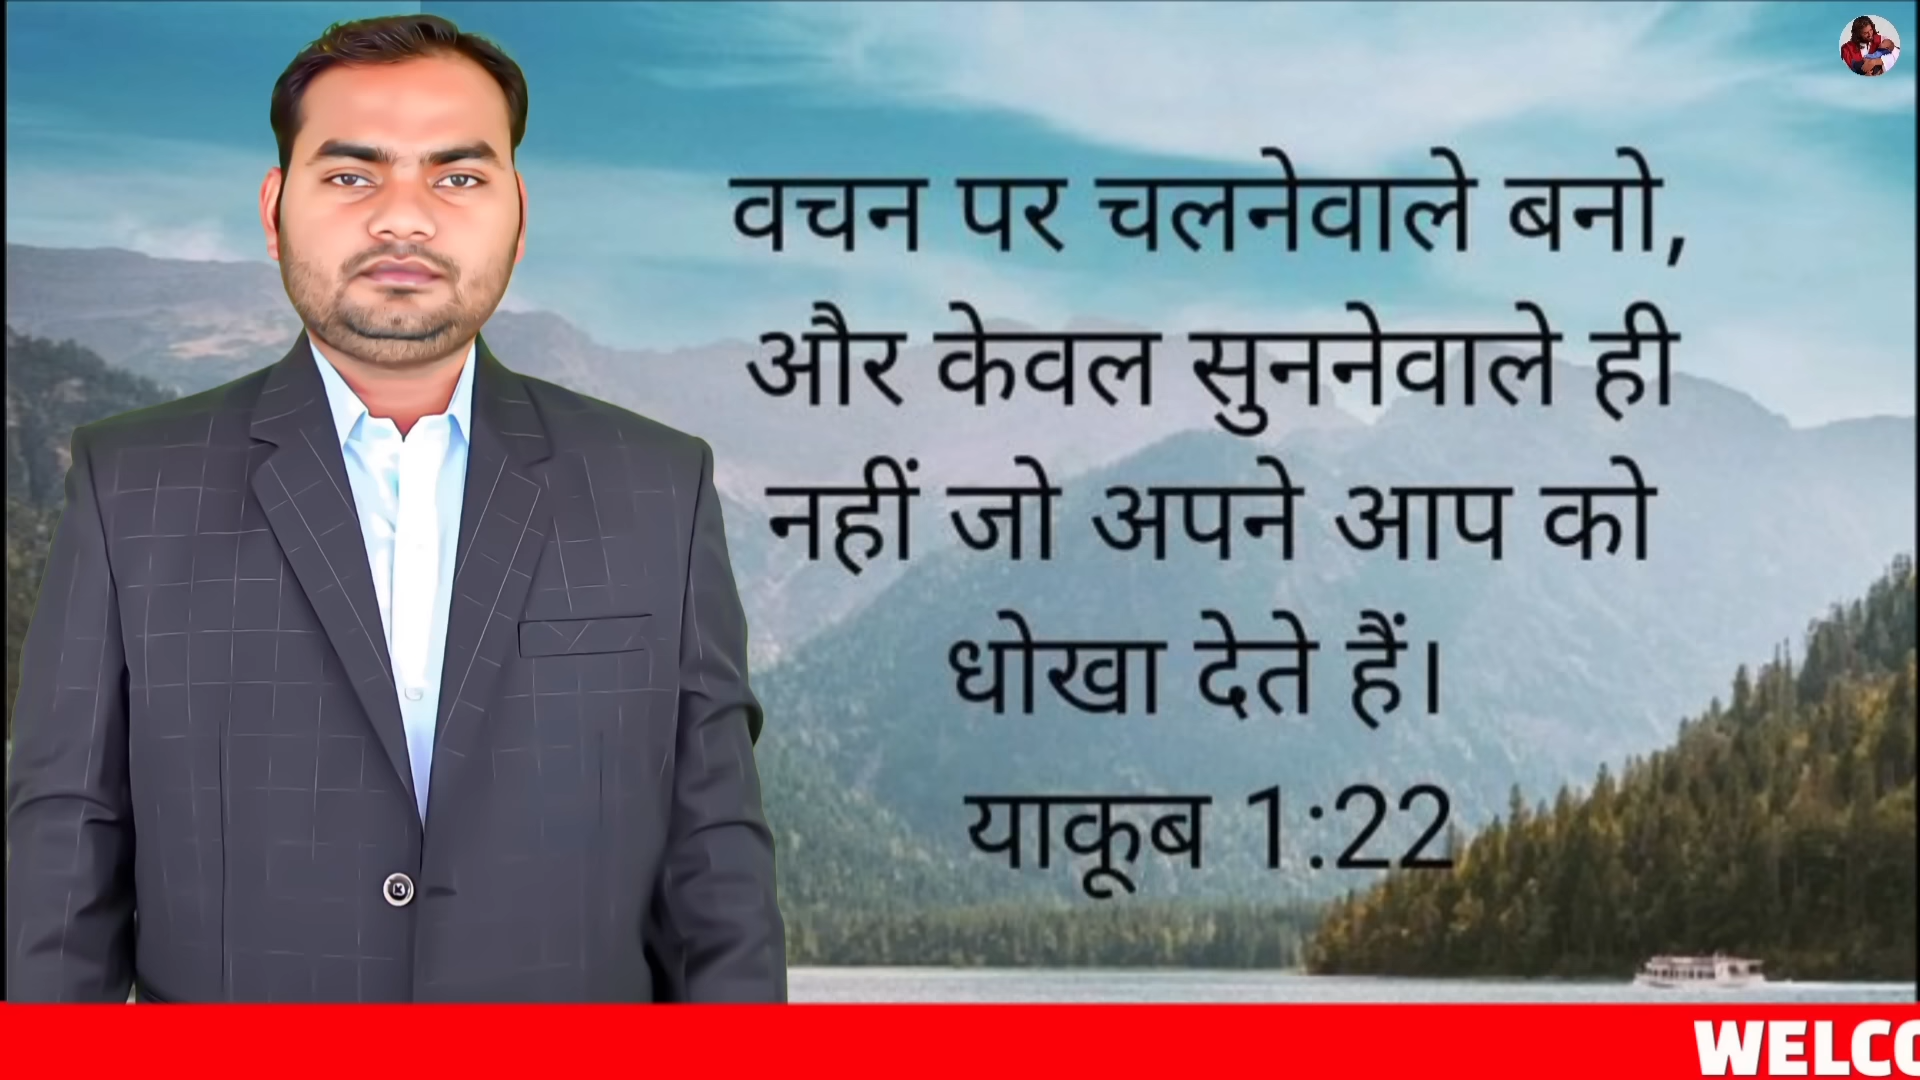 वचन पर चलनेवाले बनो,
और केवल सुननेवाले ही
नहीं जो अपने आप को
धोखा देते हैं।
याकूब 1:22
WELCO